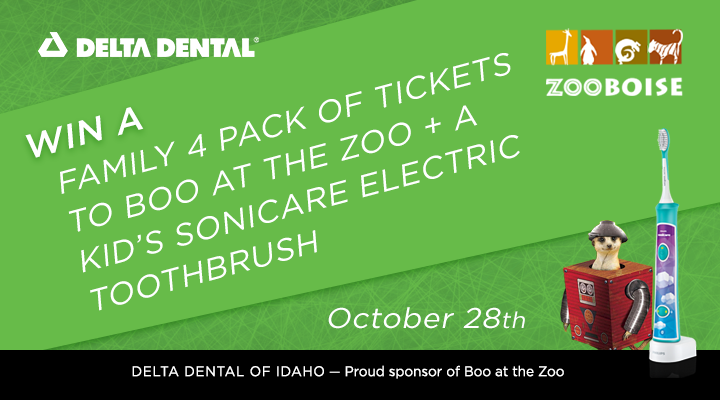 DELTA DENTAL®
ZOOBOISE
WIN A
FAMILY 4 PACK OF TICKETS
TO BOO AT THE ZOO + A
KID'S SONICARE ELECTRIC
TOOTHBRUSH
October 28th
DELTA DENTAL OF IDAHO — Proud sponsor of Boo at the Zoo